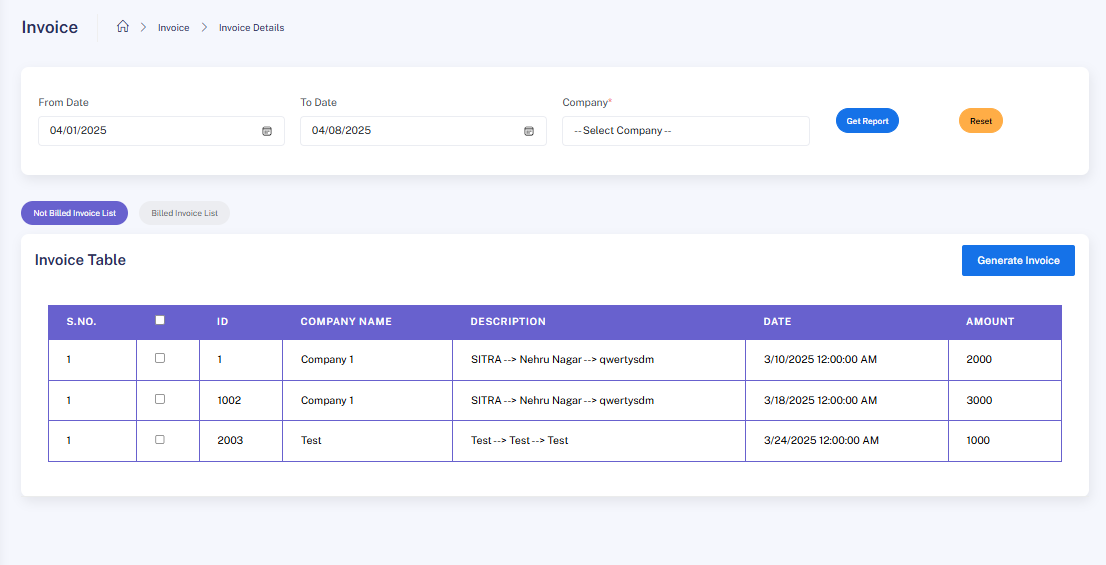 Invoice
Invoice
Invoice Details
From Date
To Date
Company*
04/01/2025
04/08/2025
-- Select Company --
Get Report
Reset
Not Billed Invoice List
Billed Invoice List
Invoice Table
Generate Invoice
S.NO. ID COMPANY NAME DESCRIPTION DATE AMOUNT
1 1 Company 1 SITRA --> Nehru Nagar --> qwertysdm 3/10/2025 12:00:00 AM 2000
1 1002 Company 1 SITRA --> Nehru Nagar --> qwertysdm 3/18/2025 12:00:00 AM 3000
1 2003 Test Test --> Test --> Test 3/24/2025 12:00:00 AM 1000